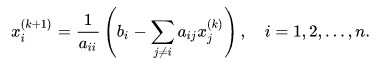 x_i^{(k+1)} = \frac{1}{a_{ii}} \left( b_i - \sum_{j \neq i} a_{ij} x_j^{(k)} \right), \quad i = 1, 2, \ldots, n.